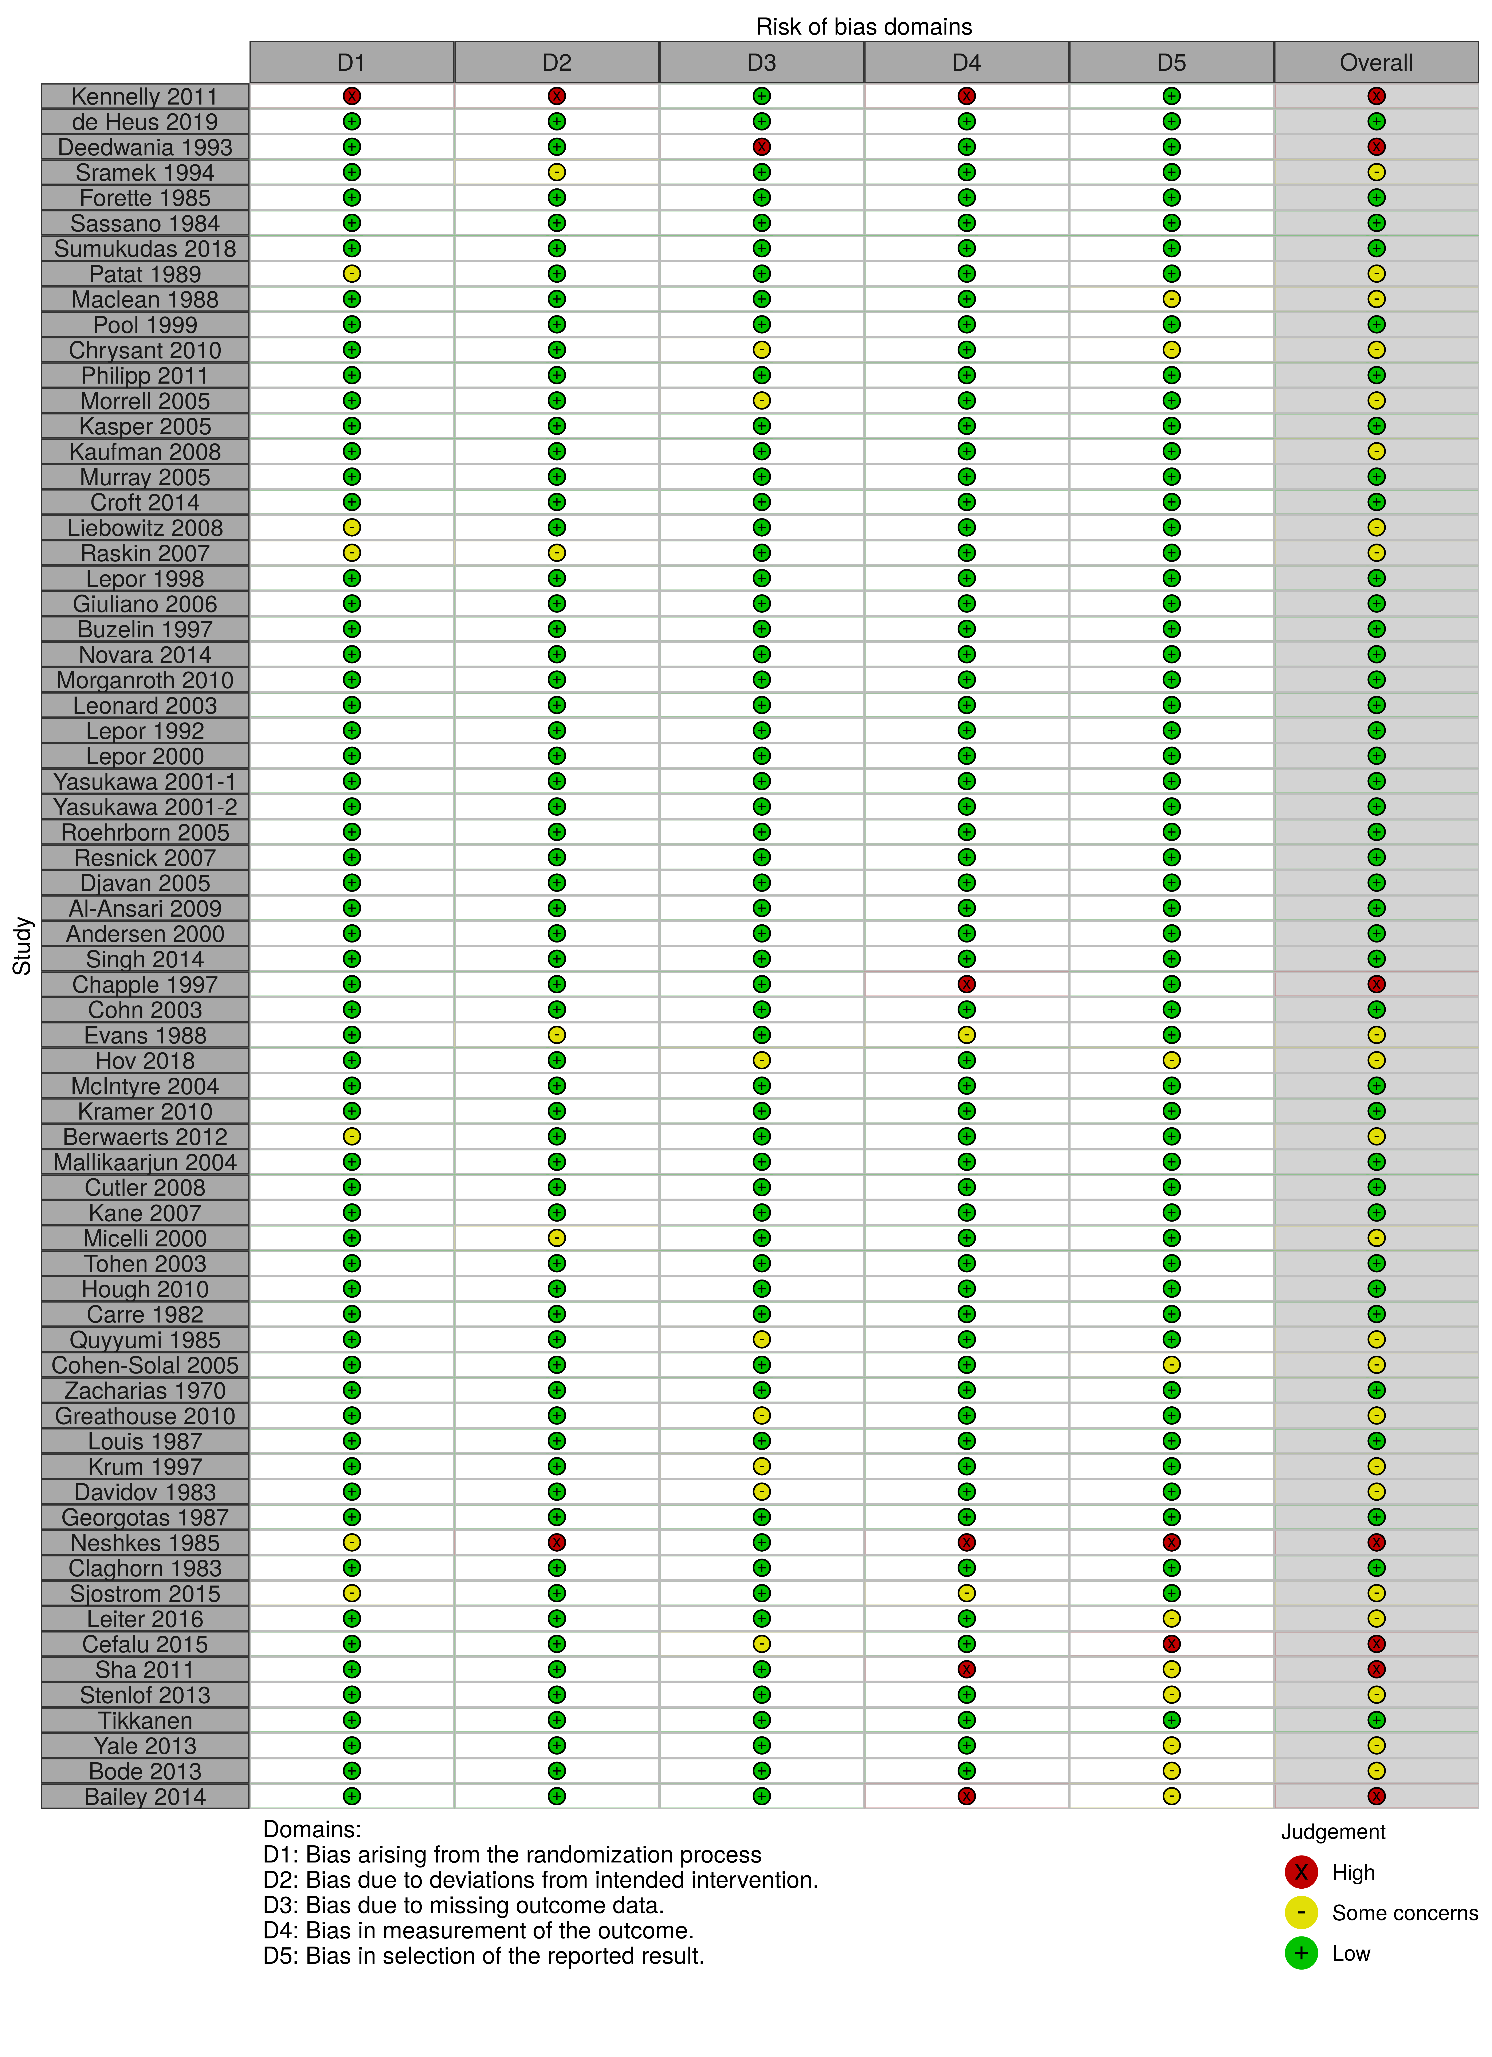 Risk of bias domains
D1 D2 D3 D4 D5 Overall
Kennelly 2011 X X + X + X
de Heus 2019 + + + + + +
Deedwania 1993 + + X + + X
Sramek 1994 + - + + + -
Forette 1985 + + + + + +
Sassano 1984 + + + + + +
Sumukudas 2018 + + + + + +
Patat 1989 - + + + + -
Maclean 1988 + + + + - -
Pool 1999 + + + + + +
Chrysant 2010 + + - + - -
Philipp 2011 + + + + + +
Morrell 2005 + + - + + -
Kasper 2005 + + + + + +
Kaufman 2008 + + + + + -
Murray 2005 + + + + + +
Croft 2014 + + + + + +
Liebowitz 2008 - + + + + -
Raskin 2007 - - + + + -
Lepor 1998 + + + + + +
Giuliano 2006 + + + + + +
Buzelin 1997 + + + + + +
Novara 2014 + + + + + +
Morganroth 2010 + + + + + +
Leonard 2003 + + + + + +
Lepor 1992 + + + + + +
Lepor 2000 + + + + + +
Yasukawa 2001-1 + + + + + +
Yasukawa 2001-2 + + + + + +
Roehrborn 2005 + + + + + +
Resnick 2007 + + + + + +
Djavan 2005 + + + + + +
Al-Ansari 2009 + + + + + +
Andersen 2000 + + + + + +
Singh 2014 + + + + + +
Chapple 1997 + + + X + X
Cohn 2003 + + + + + +
Evans 1988 + - + - + -
Hov 2018 + + - + - -
McIntyre 2004 + + + + + +
Kramer 2010 + + + + + +
Berwaerts 2012 - + + + + -
Mallikaarjun 2004 + + + + + +
Cutler 2008 + + + + + +
Kane 2007 + + + + + +
Micelli 2000 + - + + + -
Tohen 2003 + + + + + +
Hough 2010 + + + + + +
Carre 1982 + + + + + +
Quyyumi 1985 + + - + + -
Cohen-Solal 2005 + + + + - -
Zacharias 1970 + + + + + +
Greathouse 2010 + + - + + -
Louis 1987 + + + + + +
Krum 1997 + + - + + -
Davidov 1983 + + - + + -
Georgotas 1987 + + + + + +
Neshkes 1985 - X + X X X
Claghorn 1983 + + + + + +
Sjostrom 2015 - + + - + -
Leiter 2016 + + + + - -
Cefalu 2015 + + - + X X
Sha 2011 + + + X - X
Stenlof 2013 + + + + - -
Tikkanen + + + + + +
Yale 2013 + + + + - -
Bode 2013 + + + + - -
Bailey 2014 + + + X - X
Study
Domains:
D1: Bias arising from the randomization process
D2: Bias due to deviations from intended intervention.
D3: Bias due to missing outcome data.
D4: Bias in measurement of the outcome.
D5: Bias in selection of the reported result.
Judgement
X High
- Some concerns
+ Low